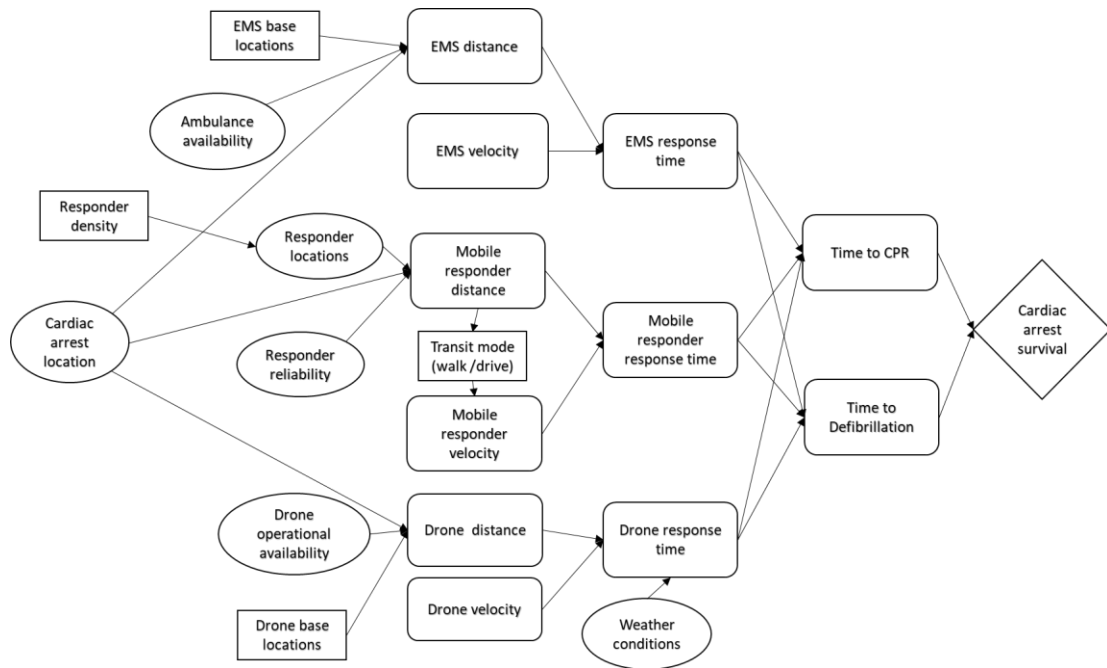 EMS base
locations
EMS distance
Ambulance
availability
EMS velocity
EMS response
time
Responder
density
Responder
locations
Mobile
responder
distance
Time to CPR
Cardiac
arrest
location
Responder
reliability
Transit mode
(walk /drive)
Mobile
responder
response time
Cardiac
arrest
survival
Mobile
responder
velocity
Time to
Defibrillation
Drone
operational
availability
Drone distance
Drone response
time
Drone velocity
Drone base
locations
Weather
conditions